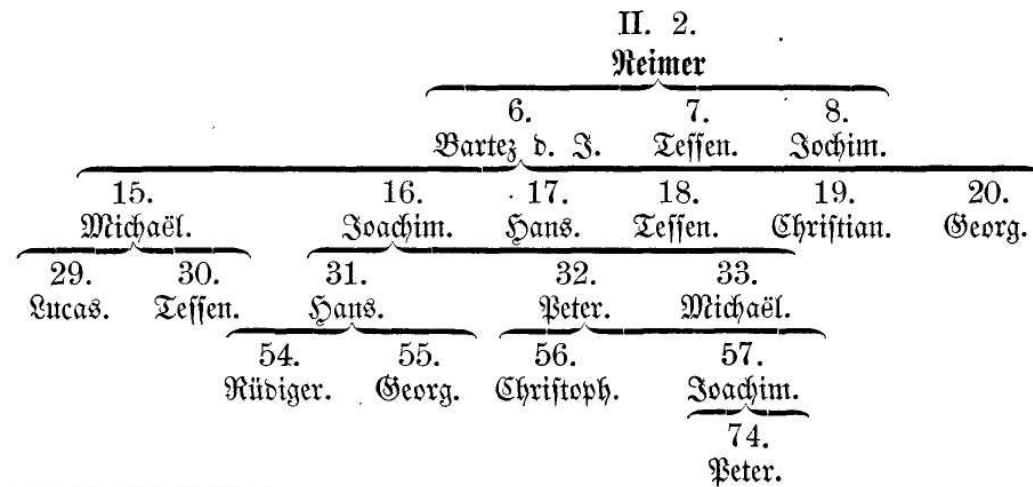 II. 2.
Reimer
6. 7. 8.
Bartez d. J. Tessen. Jochim.
15. 16. 17. 18. 19. 20.
Michaël. Joachim. Hans. Tessen. Christian. Georg.
29. 30. 31. 32. 33.
Lucas. Tessen. Hans. Peter. Michaël.
54. 55. 56. 57.
Rüdiger. Georg. Christoph. Joachim.
74.
Peter.